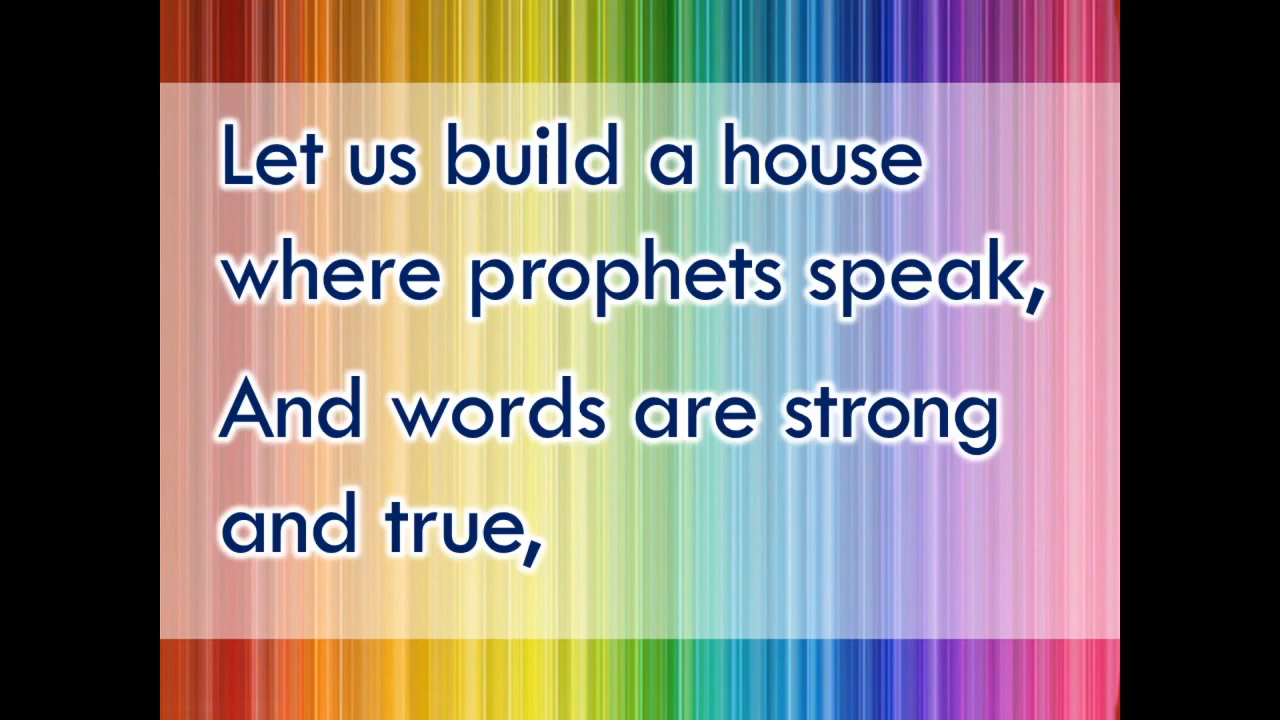 Let us build a house
where prophets speak,
And words are strong
and true,